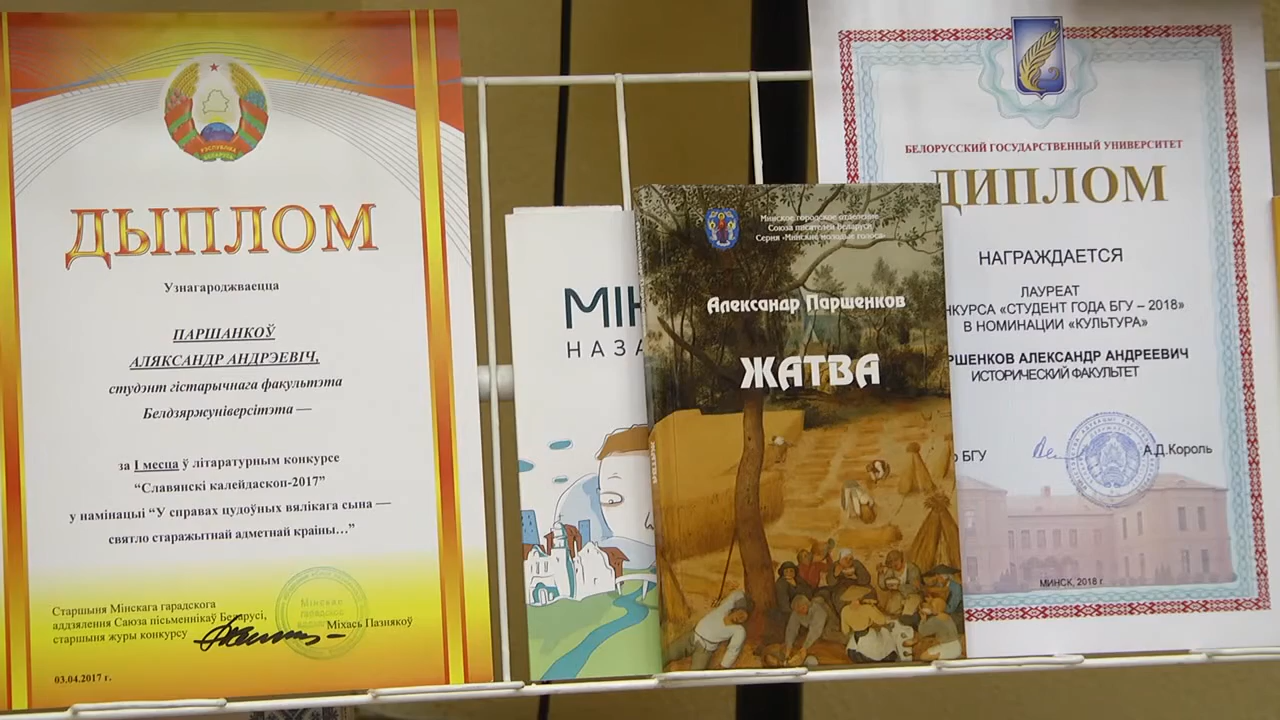 РЭСПУБЛІКА
БЕЛАРУСЬ
ДЫПЛОМ
Узнагароджваецца
ПАРШАНКОЎ
АЛЯКСАНДР АНДРЭЕВІЧ,
студэнт гістарычнага факультэта
Белдзяржуніверсітэта —
за І месца ў літаратурным конкурсе
“Славянскі калейдаскоп-2017”
у намінацыі “У справах цудоўных вялікага сына —
святло старажытнай адметнай краіны…”
Старшыня Мінскага гарадскога
аддзялення Саюза пісьменнікаў Беларусі,
старшыня журы конкурсу
Міхась Пазнякоў
03.04.2017 г.
МІН
НАЗА
Минское городское отделение
Союза писателей Беларуси
Серия «Минские молодые голоса»
Александр Паршенков
ЖАТВА
ЖАТВА
БЕЛОРУССКИЙ ГОСУДАРСТВЕННЫЙ УНИВЕРСИТЕТ
ДИПЛОМ
НАГРАЖДАЕТСЯ
ЛАУРЕАТ
НКУРСА «СТУДЕНТ ГОДА БГУ – 2018»
В НОМИНАЦИИ «КУЛЬТУРА»
РШЕНКОВ АЛЕКСАНДР АНДРЕЕВИЧ
ИСТОРИЧЕСКИЙ ФАКУЛЬТЕТ
р БГУ
А.Д.Король
МИНСК, 2018 г